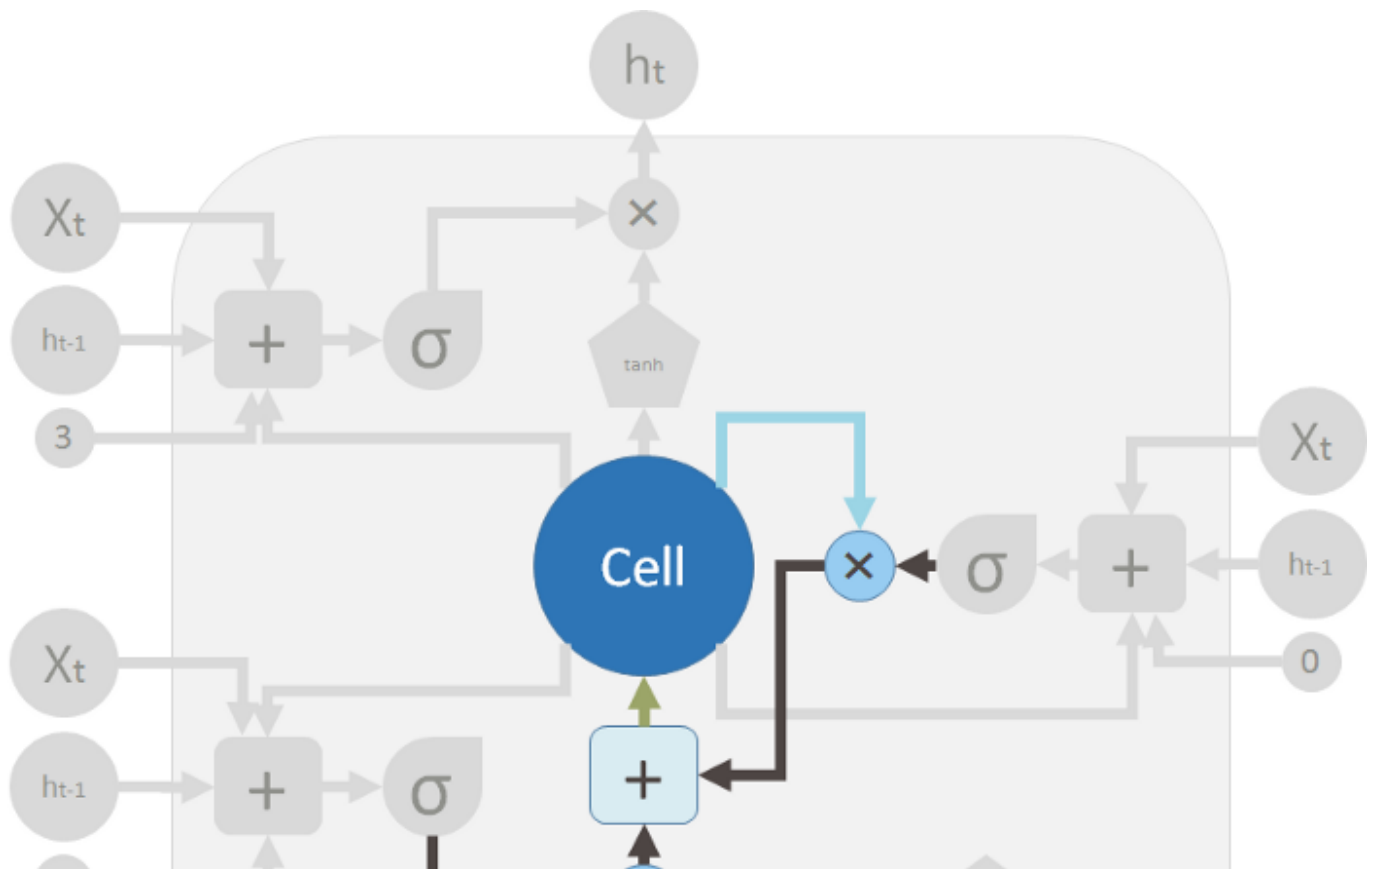 ht
×
Xt
+
σ
ht-1
tanh
3
Xt
Cell
×
σ
+
ht-1
0
Xt
+
σ
+
ht-1